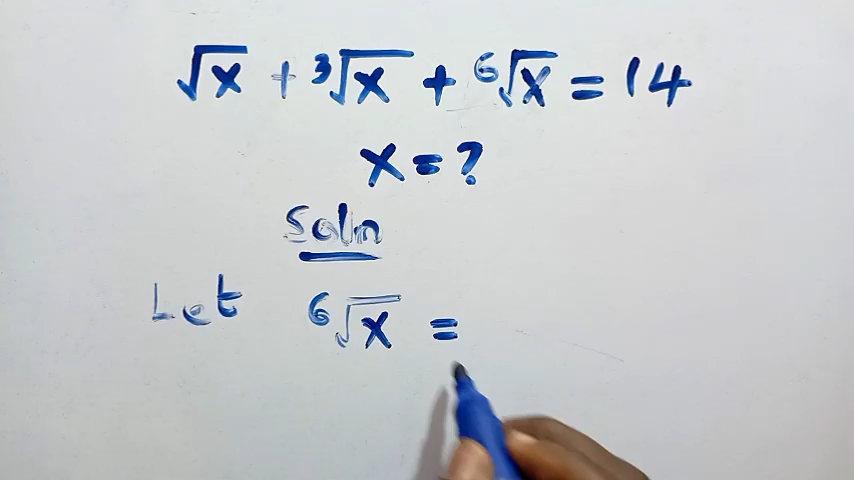 √x + ³√x + ⁶√x = 14
x = ?
Soln
Let ⁶√x =